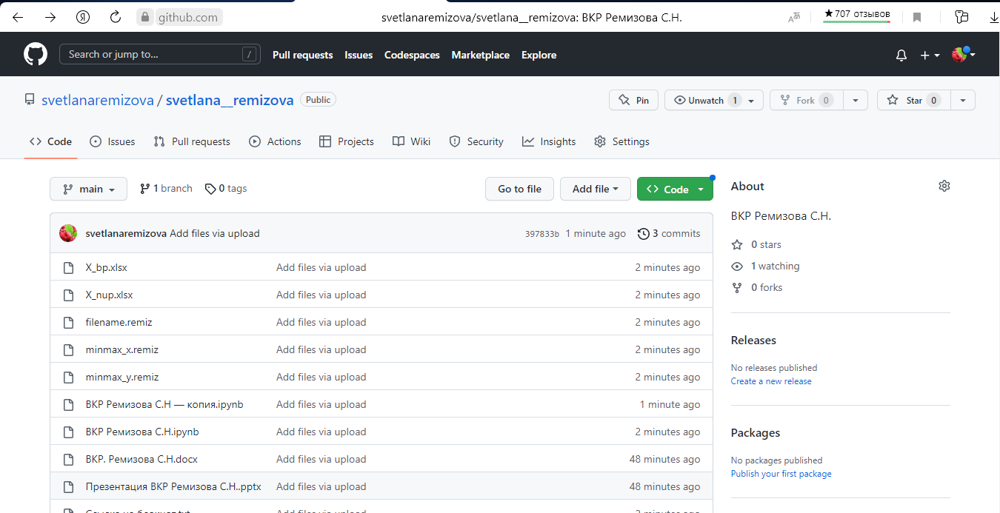 github.com
svetlanaremizova/svetlana__remizova: ВКР Ремизова С.Н.
★707 отзывов
Search or jump to... /
Pull requests Issues Codespaces Marketplace Explore
svetlanaremizova / svetlana__remizova Public
Pin Unwatch 1 Fork 0 Star 0
Code Issues Pull requests Actions Projects Wiki Security Insights Settings
main 1 branch 0 tags Go to file Add file Code
About
svetlanaremizova Add files via upload 397833b 1 minute ago 3 commits
ВКР Ремизова С.Н.
0 stars
1 watching
0 forks
X_bp.xlsx Add files via upload 2 minutes ago
X_nup.xlsx Add files via upload 2 minutes ago
filename.remiz Add files via upload 2 minutes ago
minmax_x.remiz Add files via upload 2 minutes ago
minmax_y.remiz Add files via upload 2 minutes ago
ВКР Ремизова С.Н — копия.ipynb Add files via upload 1 minute ago
ВКР Ремизова С.Н.ipynb Add files via upload 2 minutes ago
ВКР. Ремизова С.Н.docx Add files via upload 48 minutes ago
Презентация ВКР Ремизова С.Н..pptx Add files via upload 48 minutes ago
Releases
No releases published
Create a new release
Packages
No packages published
Publish your first package